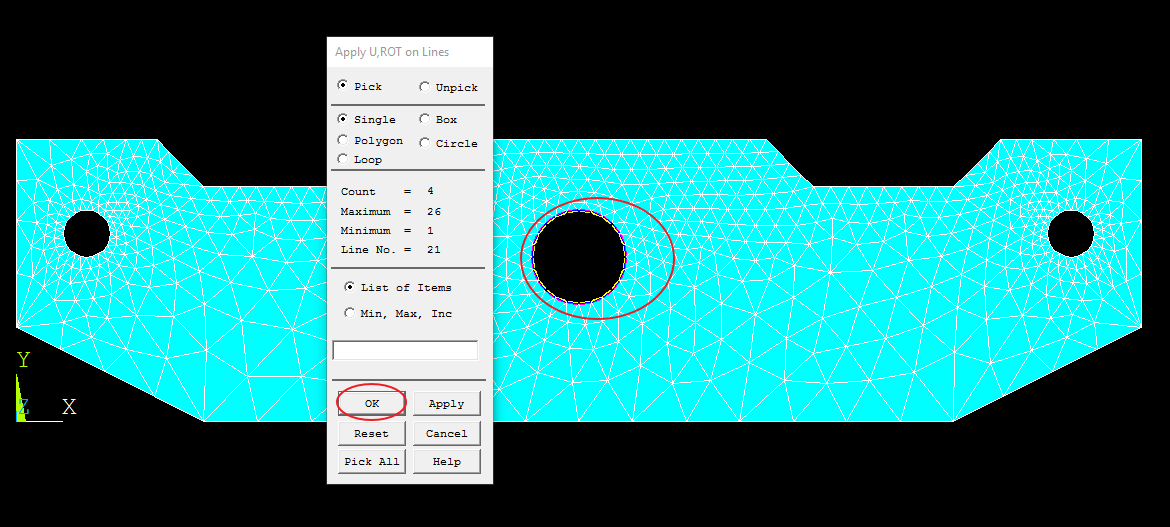 Apply U,ROT on Lines
Pick Unpick
Single Box
Polygon Circle
Loop
Count = 4
Maximum = 26
Minimum = 1
Line No. = 21
List of Items
Min, Max, Inc
OK Apply
Reset Cancel
Pick All Help
Y
Z X